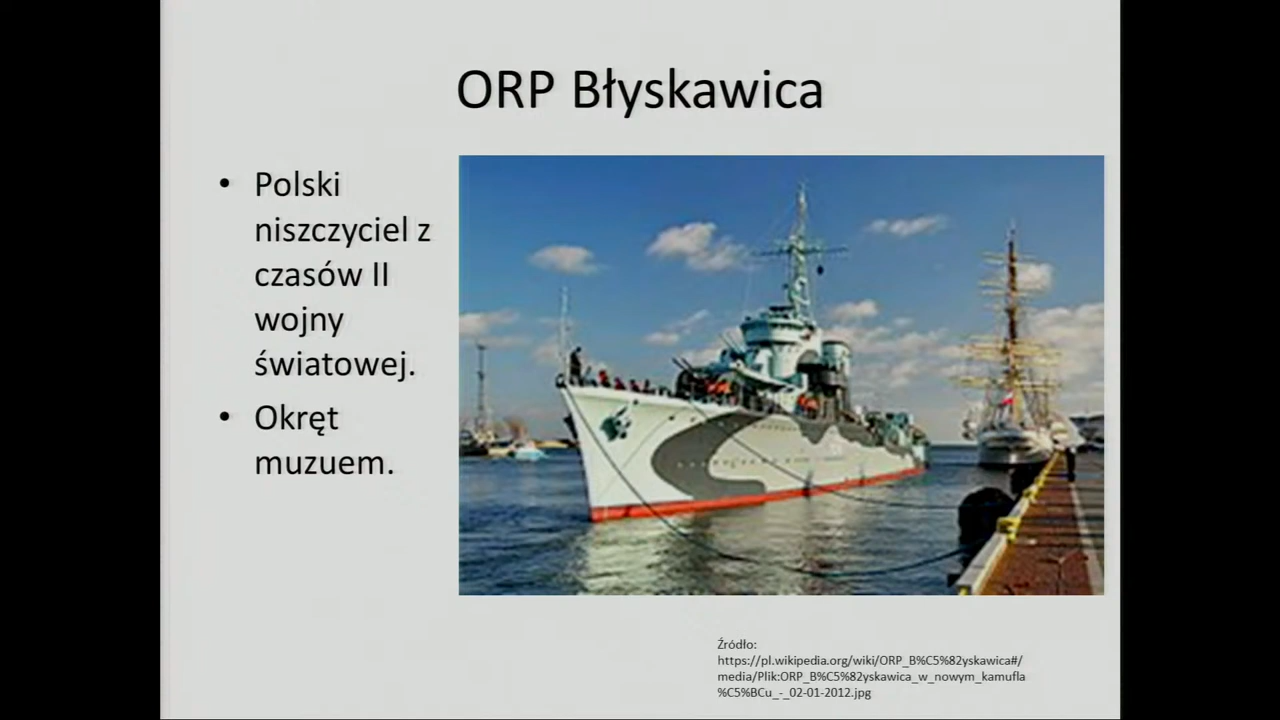 ORP Błyskawica
• Polski
niszczyciel z
czasów II
wojny
światowej.
• Okręt
muzuem.
Źródło:
https://pl.wikipedia.org/wiki/ORP_B%C5%82yskawica#/
media/Plik:ORP_B%C5%82yskawica_w_nowym_kamufla
%C5%BCu_-_02-01-2012.jpg